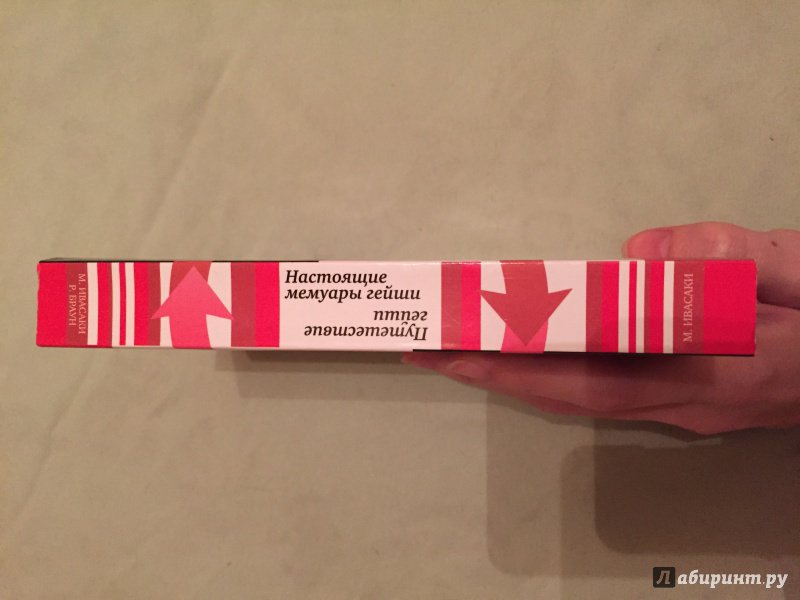 М. ИВАСАКИ
Р. БРАУН
Настоящие
мемуары гейши
Путешествие
гейши
М. ИВАСАКИ
Лабиринт.ру